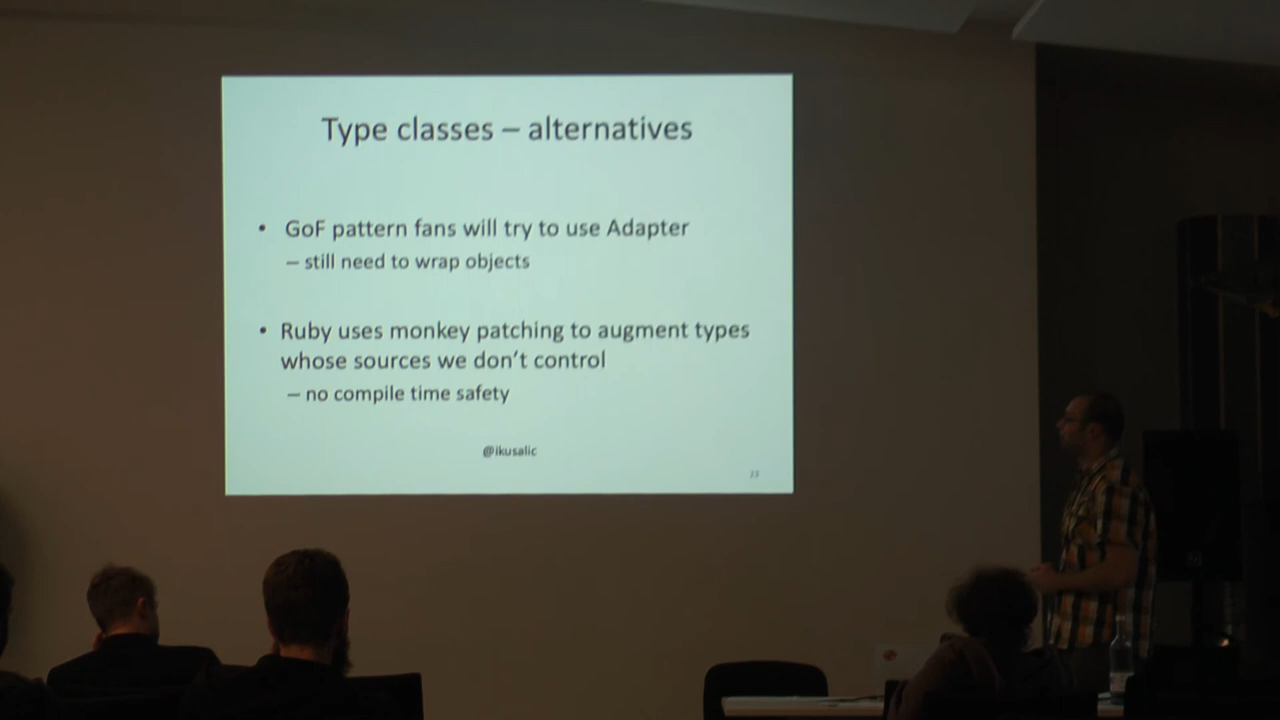 Type classes – alternatives
• GoF pattern fans will try to use Adapter
– still need to wrap objects
• Ruby uses monkey patching to augment types
whose sources we don't control
– no compile time safety
@ikusalic